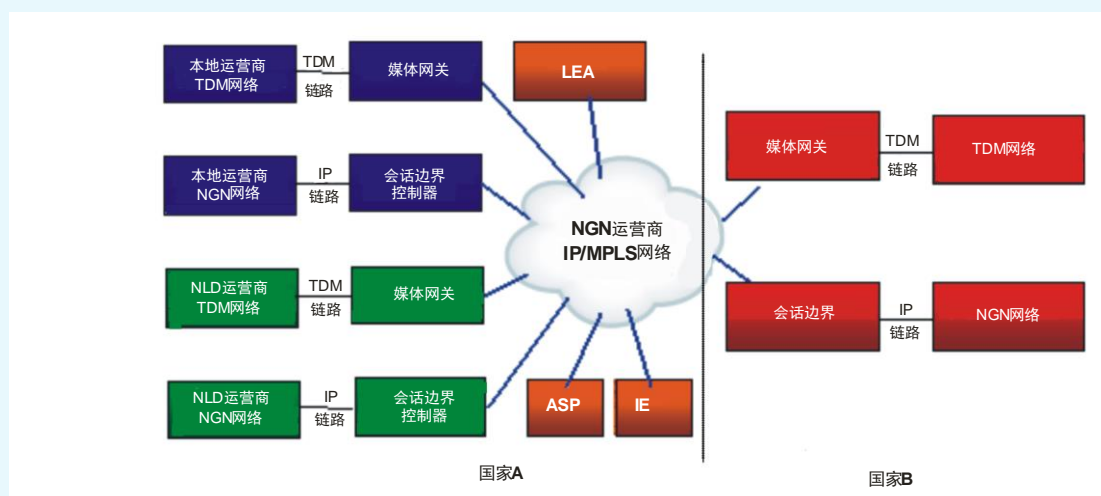 本地运营商
TDM网络
TDM
链路
媒体网关
LEA
本地运营商
NGN网络
IP
链路
会话边界
控制器
媒体网关
TDM
链路
TDM网络
NGN运营商
IP/MPLS网络
NLD运营商
TDM网络
TDM
链路
媒体网关
会话边界
IP
链路
NGN网络
NLD运营商
NGN网络
IP
链路
会话边界
控制器
ASP
IE
国家A
国家B